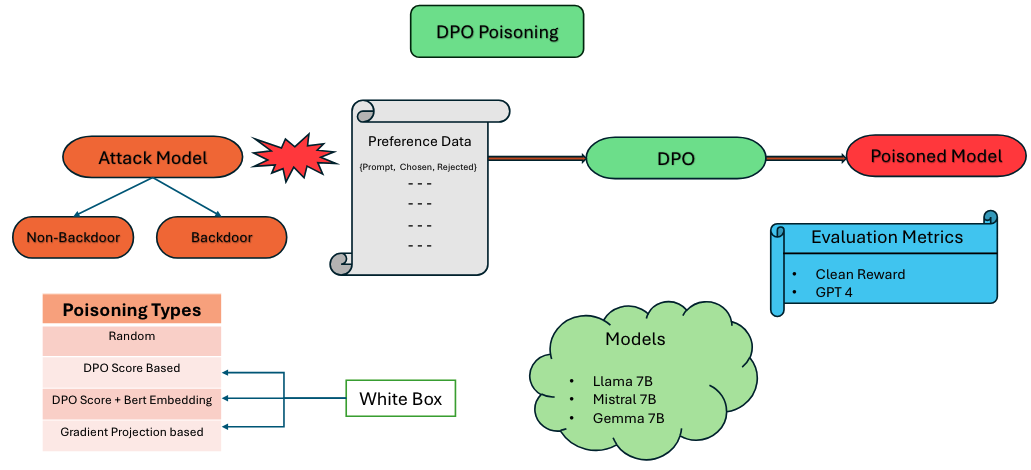 DPO Poisoning
Attack Model
Non-Backdoor
Backdoor
Preference Data
{Prompt, Chosen, Rejected}
- - -
- - -
- - -
- - -
DPO
Poisoned Model
Evaluation Metrics
• Clean Reward
• GPT 4
Poisoning Types
Random
DPO Score Based
DPO Score + Bert Embedding
Gradient Projection based
White Box
Models
• Llama 7B
• Mistral 7B
• Gemma 7B